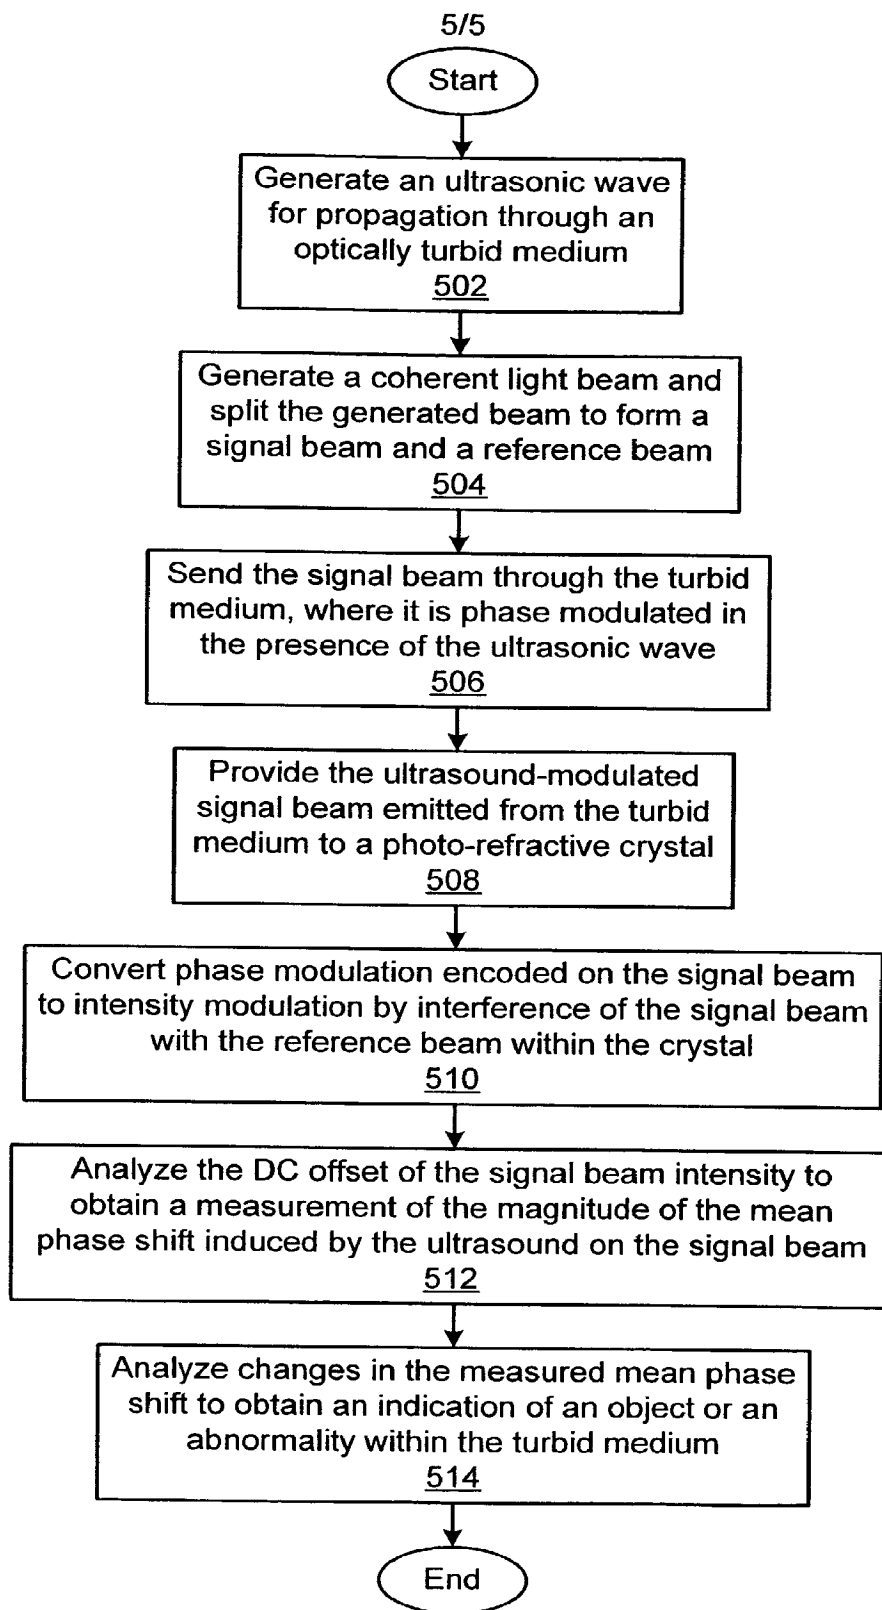 5/5
Start
Generate an ultrasonic wave
for propagation through an
optically turbid medium
502
Generate a coherent light beam and
split the generated beam to form a
signal beam and a reference beam
504
Send the signal beam through the turbid
medium, where it is phase modulated in
the presence of the ultrasonic wave
506
Provide the ultrasound-modulated
signal beam emitted from the turbid
medium to a photo-refractive crystal
508
Convert phase modulation encoded on the signal beam
to intensity modulation by interference of the signal beam
with the reference beam within the crystal
510
Analyze the DC offset of the signal beam intensity to
obtain a measurement of the magnitude of the mean
phase shift induced by the ultrasound on the signal beam
512
Analyze changes in the measured mean phase
shift to obtain an indication of an object or an
abnormality within the turbid medium
514
End